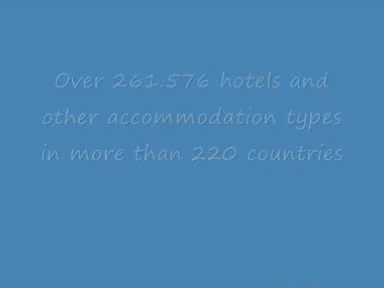 Over 261.576 hotels and
other accommodation types
in more than 220 countries